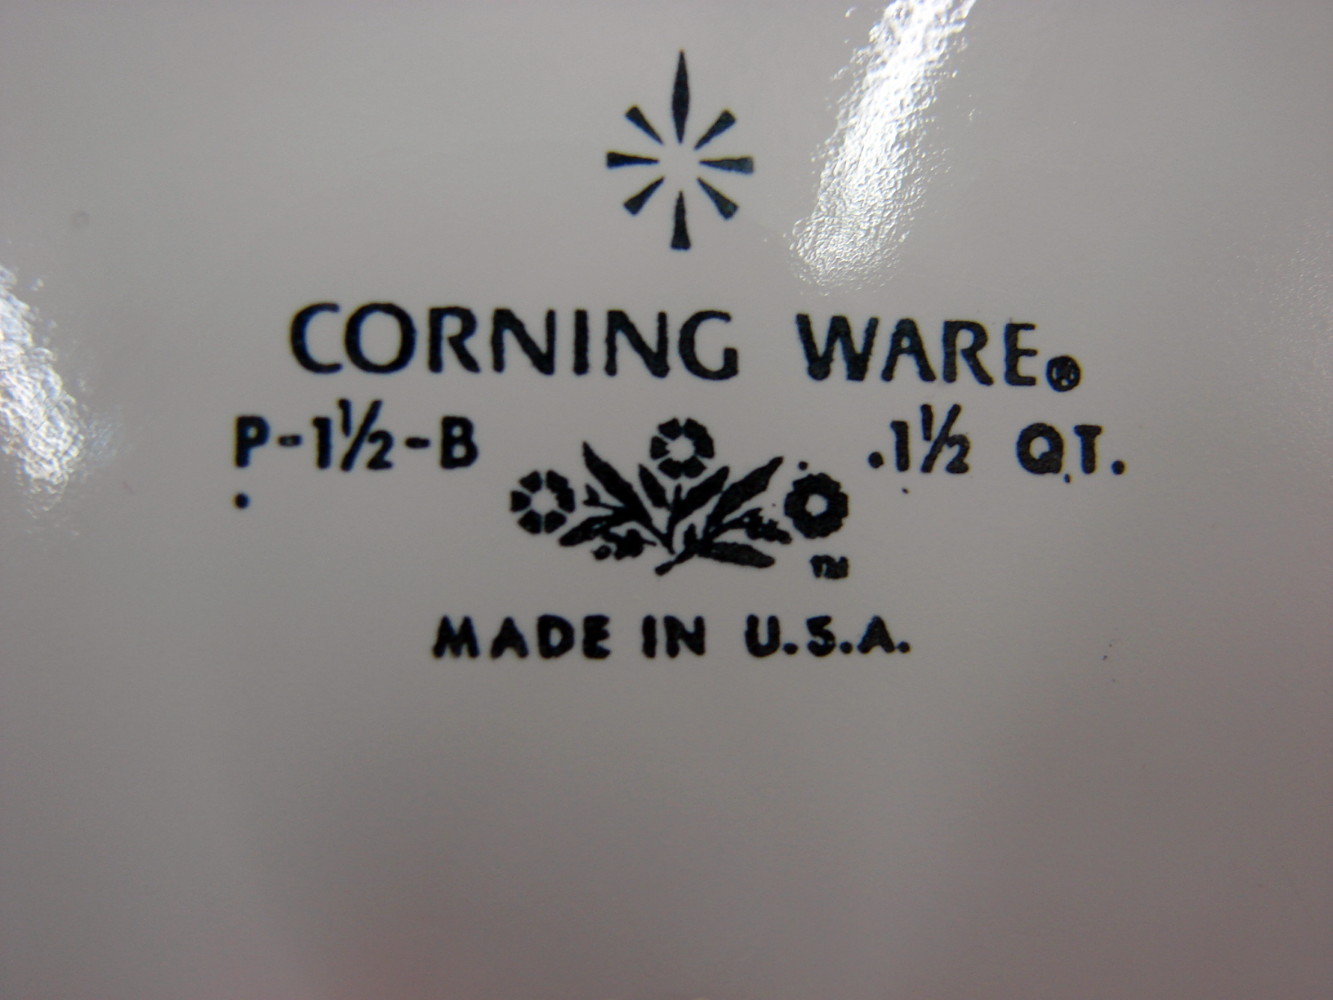 CORNING WARE®
P-1½-B 1½ QT.
TM
MADE IN U.S.A.